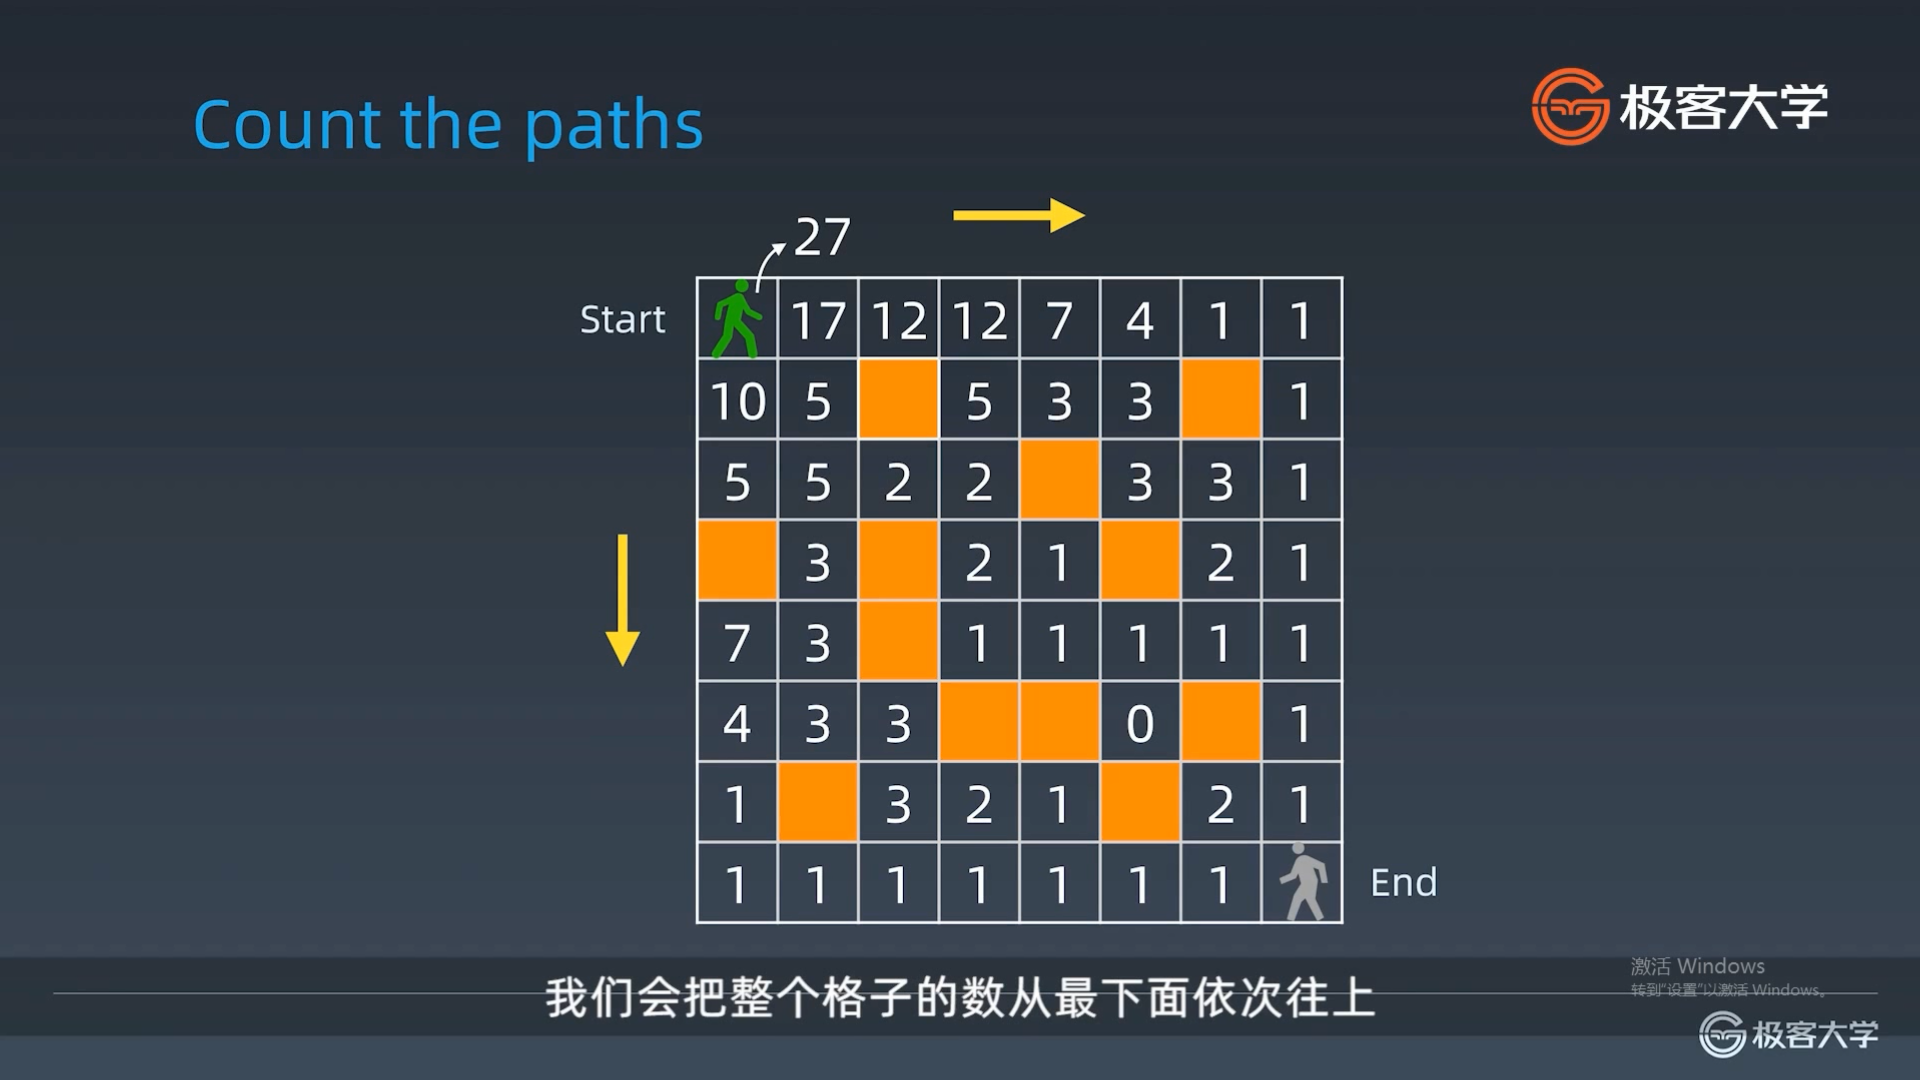 Count the paths
极客大学
27
Start
17 12 12 7 4 1 1
10 5 5 3 3 1
5 5 2 2 3 3 1
3 2 1 2 1
7 3 1 1 1 1 1
4 3 3 0 1
1 3 2 1 2 1
1 1 1 1 1 1 1
End
我们会把整个格子的数从最下面依次往上
激活 Windows
转到“设置”以激活 Windows。
极客大学